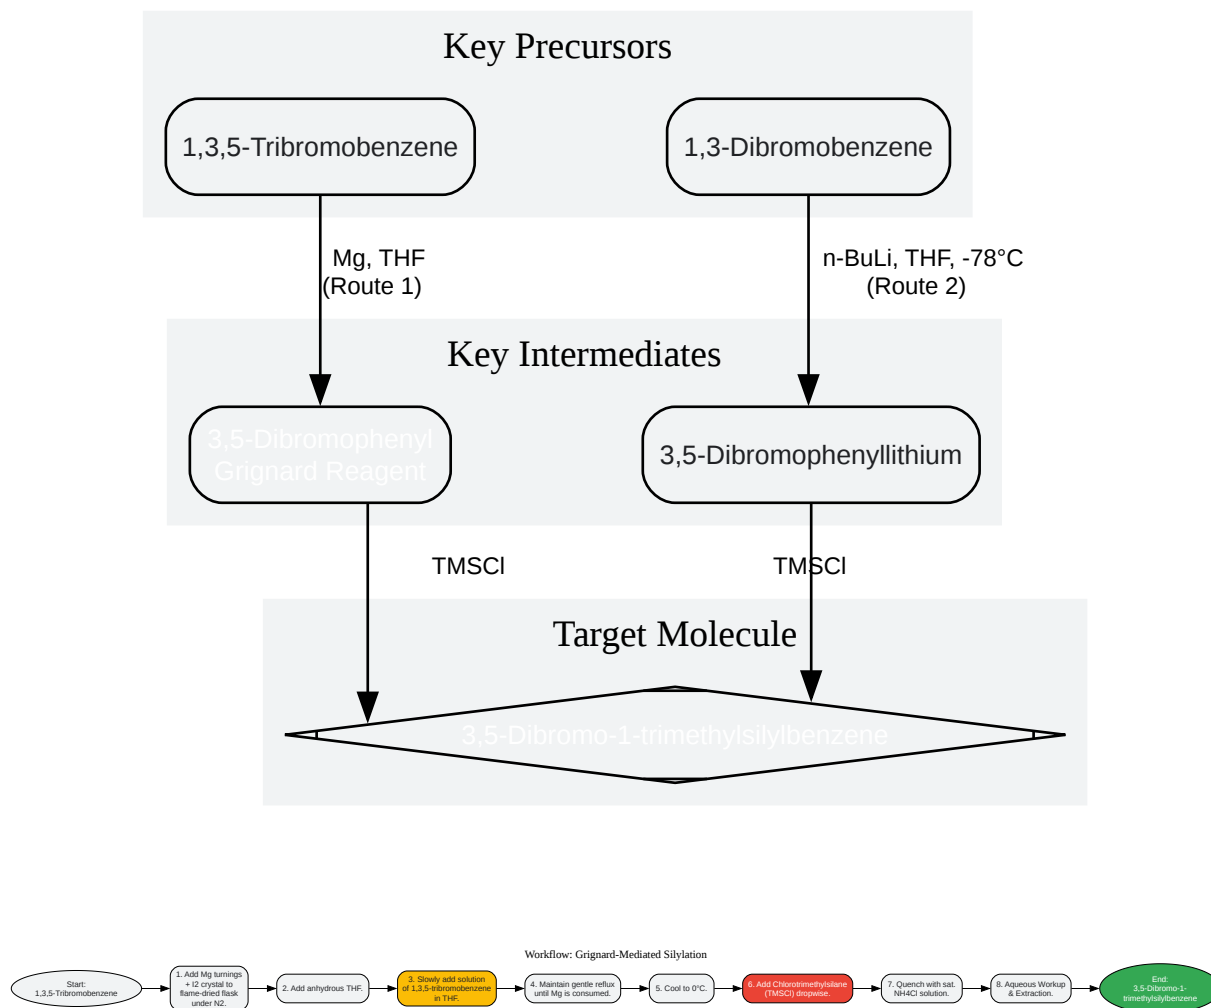 Key Precursors
1,3,5-Tribromobenzene
1,3-Dibromobenzene
Mg, THF
(Route 1)
n-BuLi, THF, -78°C
(Route 2)
Key Intermediates
3,5-Dibromophenyl
Grignard Reagent
3,5-Dibromophenyllithium
TMSCl
TMSCl
Target Molecule
3,5-Dibromo-1-trimethylsilylbenzene
Workflow: Grignard-Mediated Silylation
Start:
1,3,5-Tribromobenzene
1. Add Mg turnings
+ I2 crystal to
flame-dried flask
under N2.
2. Add anhydrous THF.
3. Slowly add solution
of 1,3,5-tribromobenzene
in THF.
4. Maintain gentle reflux
until Mg is consumed.
5. Cool to 0°C.
6. Add Chlorotrimethylsilane
(TMSCl) dropwise.
7. Quench with sat.
NH4Cl solution.
8. Aqueous Workup
& Extraction.
End:
3,5-Dibromo-1-
trimethylsilylbenzene